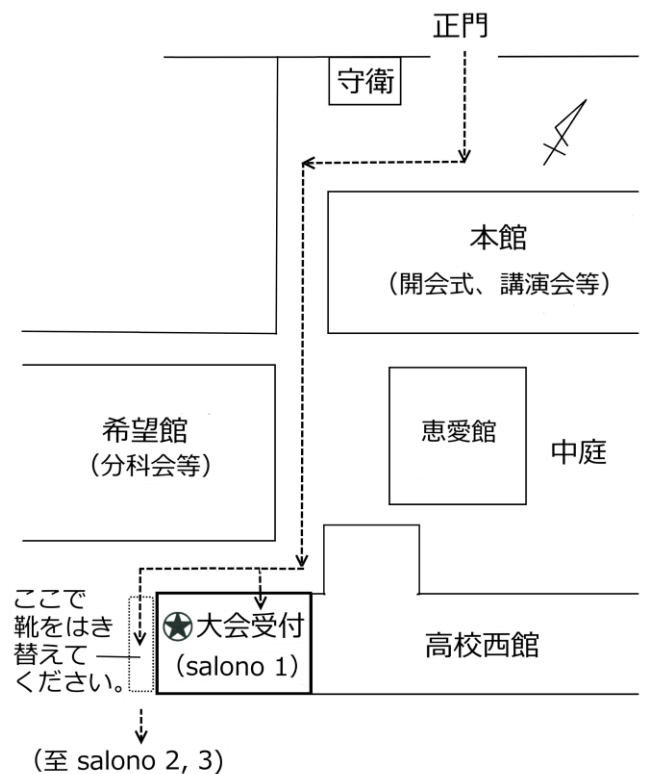 正門
守衛
本館
（開会式、講演会等）
希望館
（分科会等）
恵愛館
中庭
ここで
靴をはき
替えて
ください。
大会受付
（salono 1）
高校西館
（至 salono 2, 3)